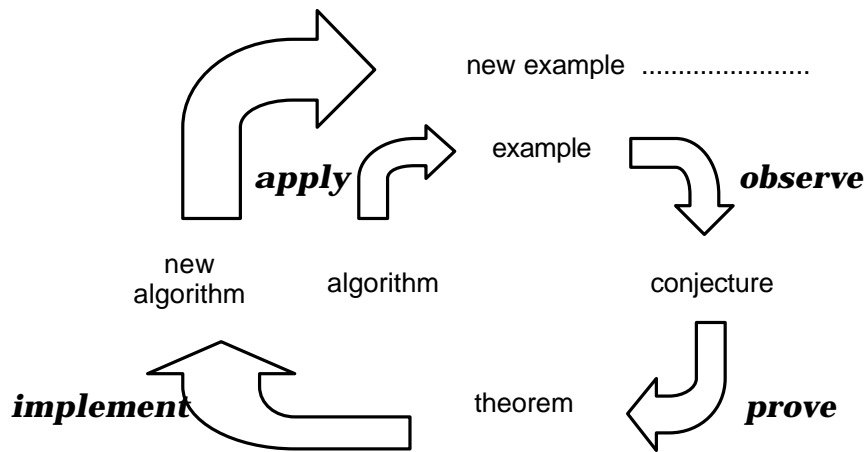 new example .......................
example
apply
observe
new
algorithm
algorithm
conjecture
implement
theorem
prove